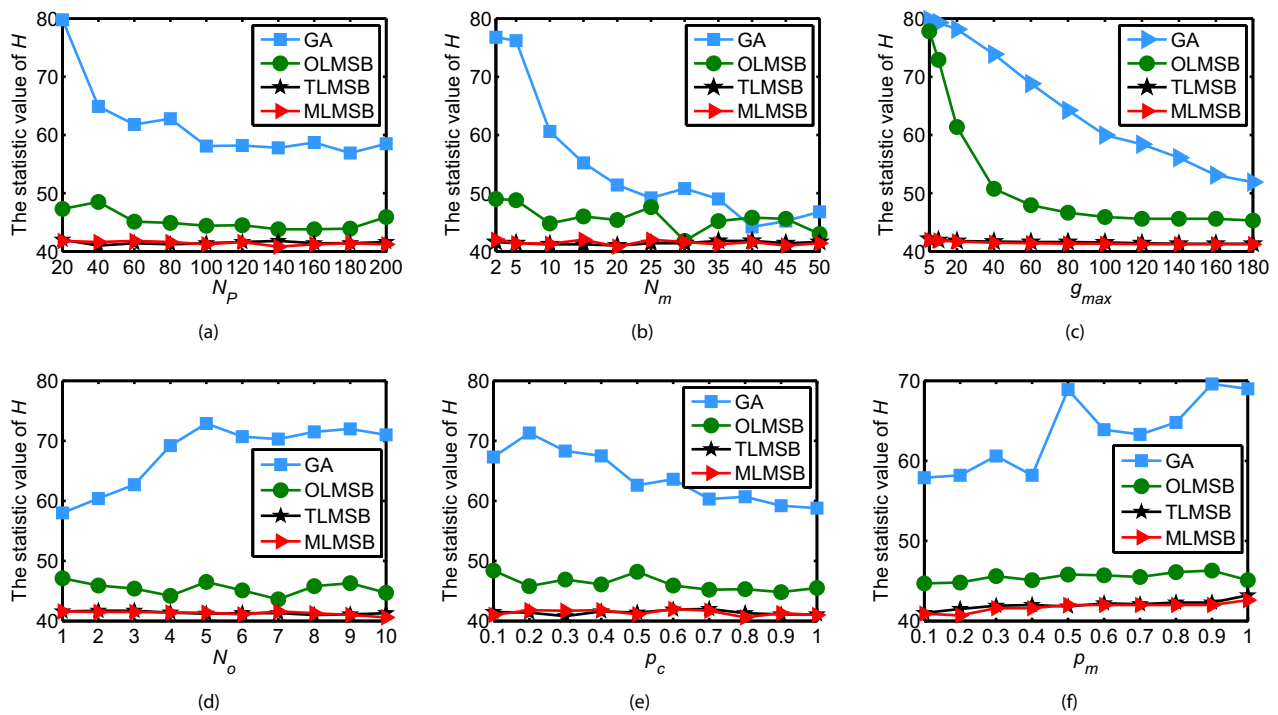 The statistic value of H
80
70
60
50
40
20 40 60 80 100 120 140 160 180 200
N_P
GA
OLMSB
TLMSB
MLMSB
(a)
The statistic value of H
80
70
60
50
40
2 5 10 15 20 25 30 35 40 45 50
N_m
GA
OLMSB
TLMSB
MLMSB
(b)
The statistic value of H
80
70
60
50
40
5 20 40 60 80 100 120 140 160 180
g_max
GA
OLMSB
TLMSB
MLMSB
(c)
The statistic value of H
80
70
60
50
40
1 2 3 4 5 6 7 8 9 10
N_o
GA
OLMSB
TLMSB
MLMSB
(d)
The statistic value of H
80
70
60
50
40
0.1 0.2 0.3 0.4 0.5 0.6 0.7 0.8 0.9 1
p_c
GA
OLMSB
TLMSB
MLMSB
(e)
The statistic value of H
70
60
50
40
0.1 0.2 0.3 0.4 0.5 0.6 0.7 0.8 0.9 1
p_m
GA
OLMSB
TLMSB
MLMSB
(f)